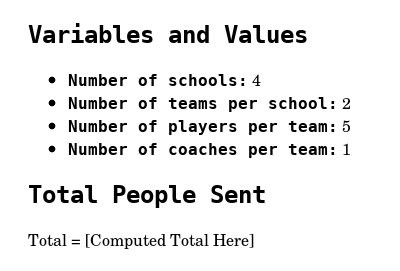 Variables and Values
• Number of schools: 4
• Number of teams per school: 2
• Number of players per team: 5
• Number of coaches per team: 1
Total People Sent
Total = [Computed Total Here]